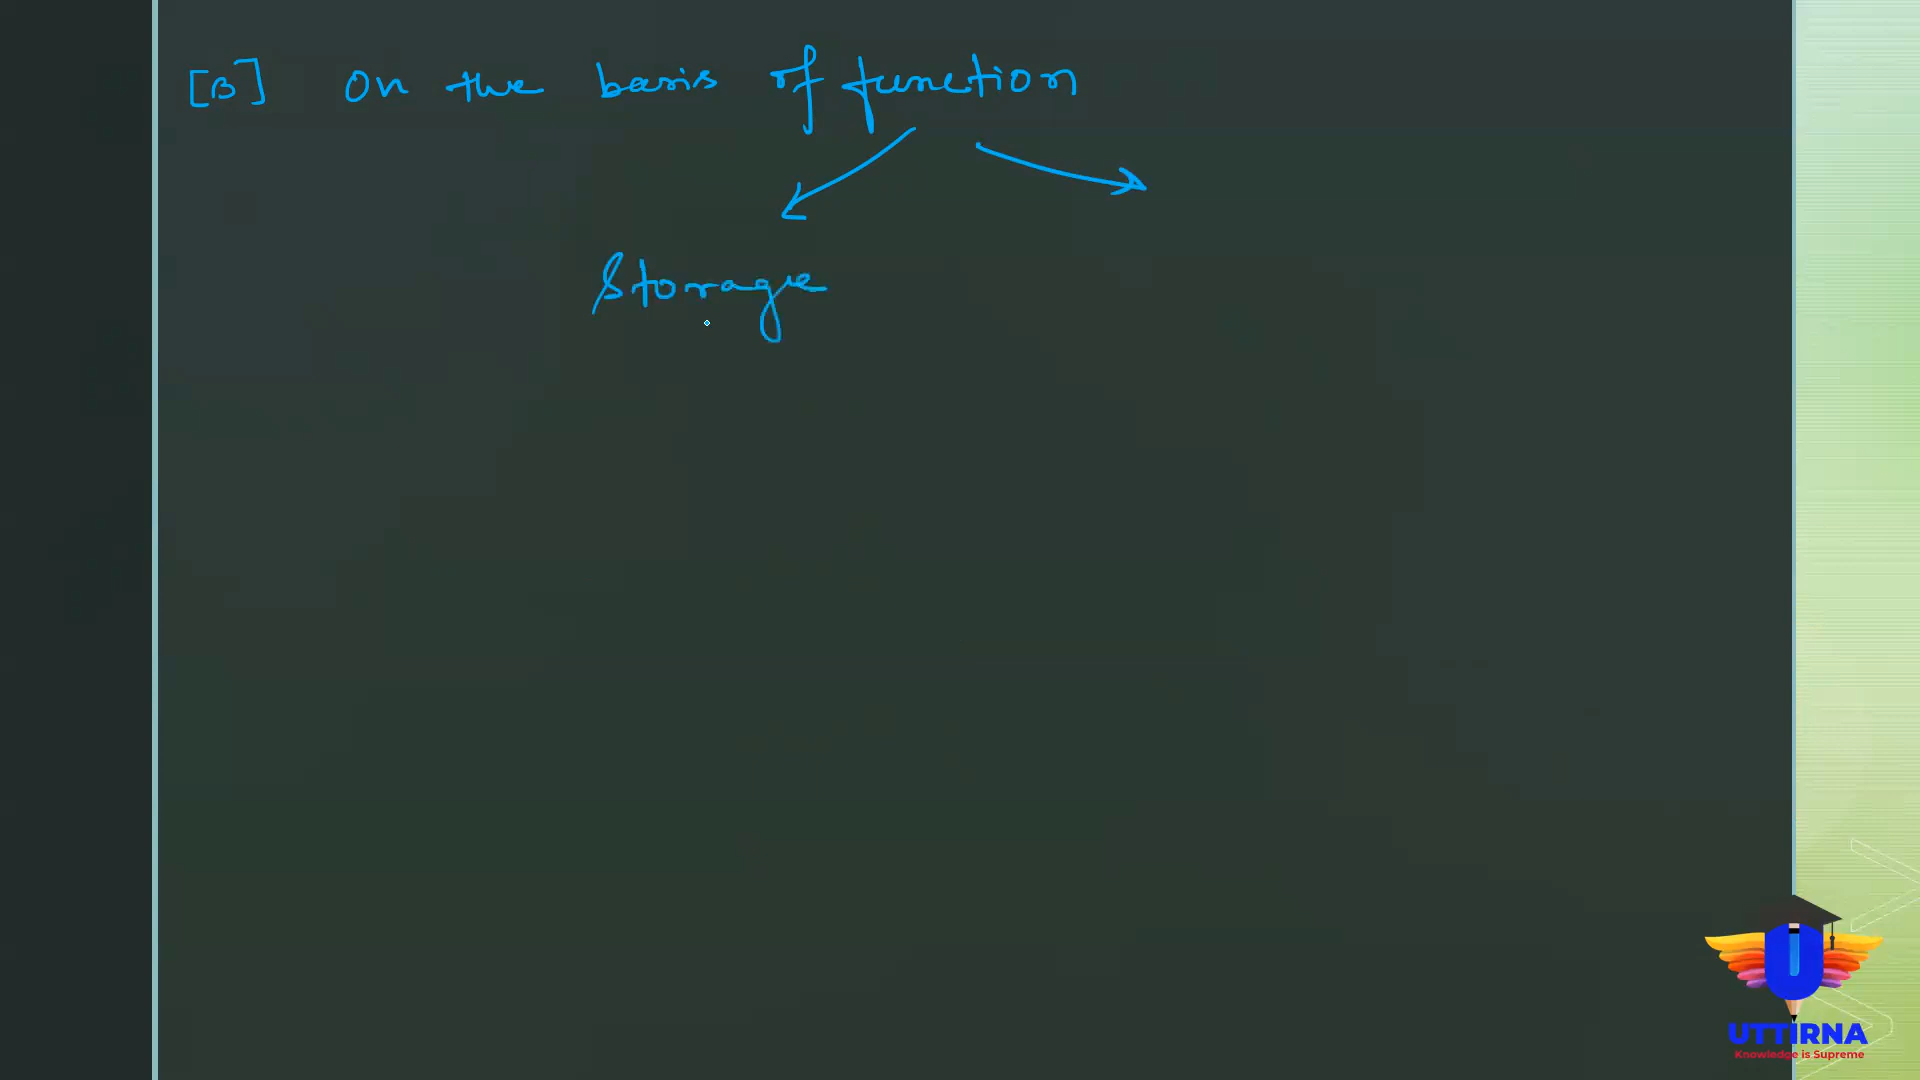 [B] On the basis of function
Storage
UTTIRNA
Knowledge is Supreme